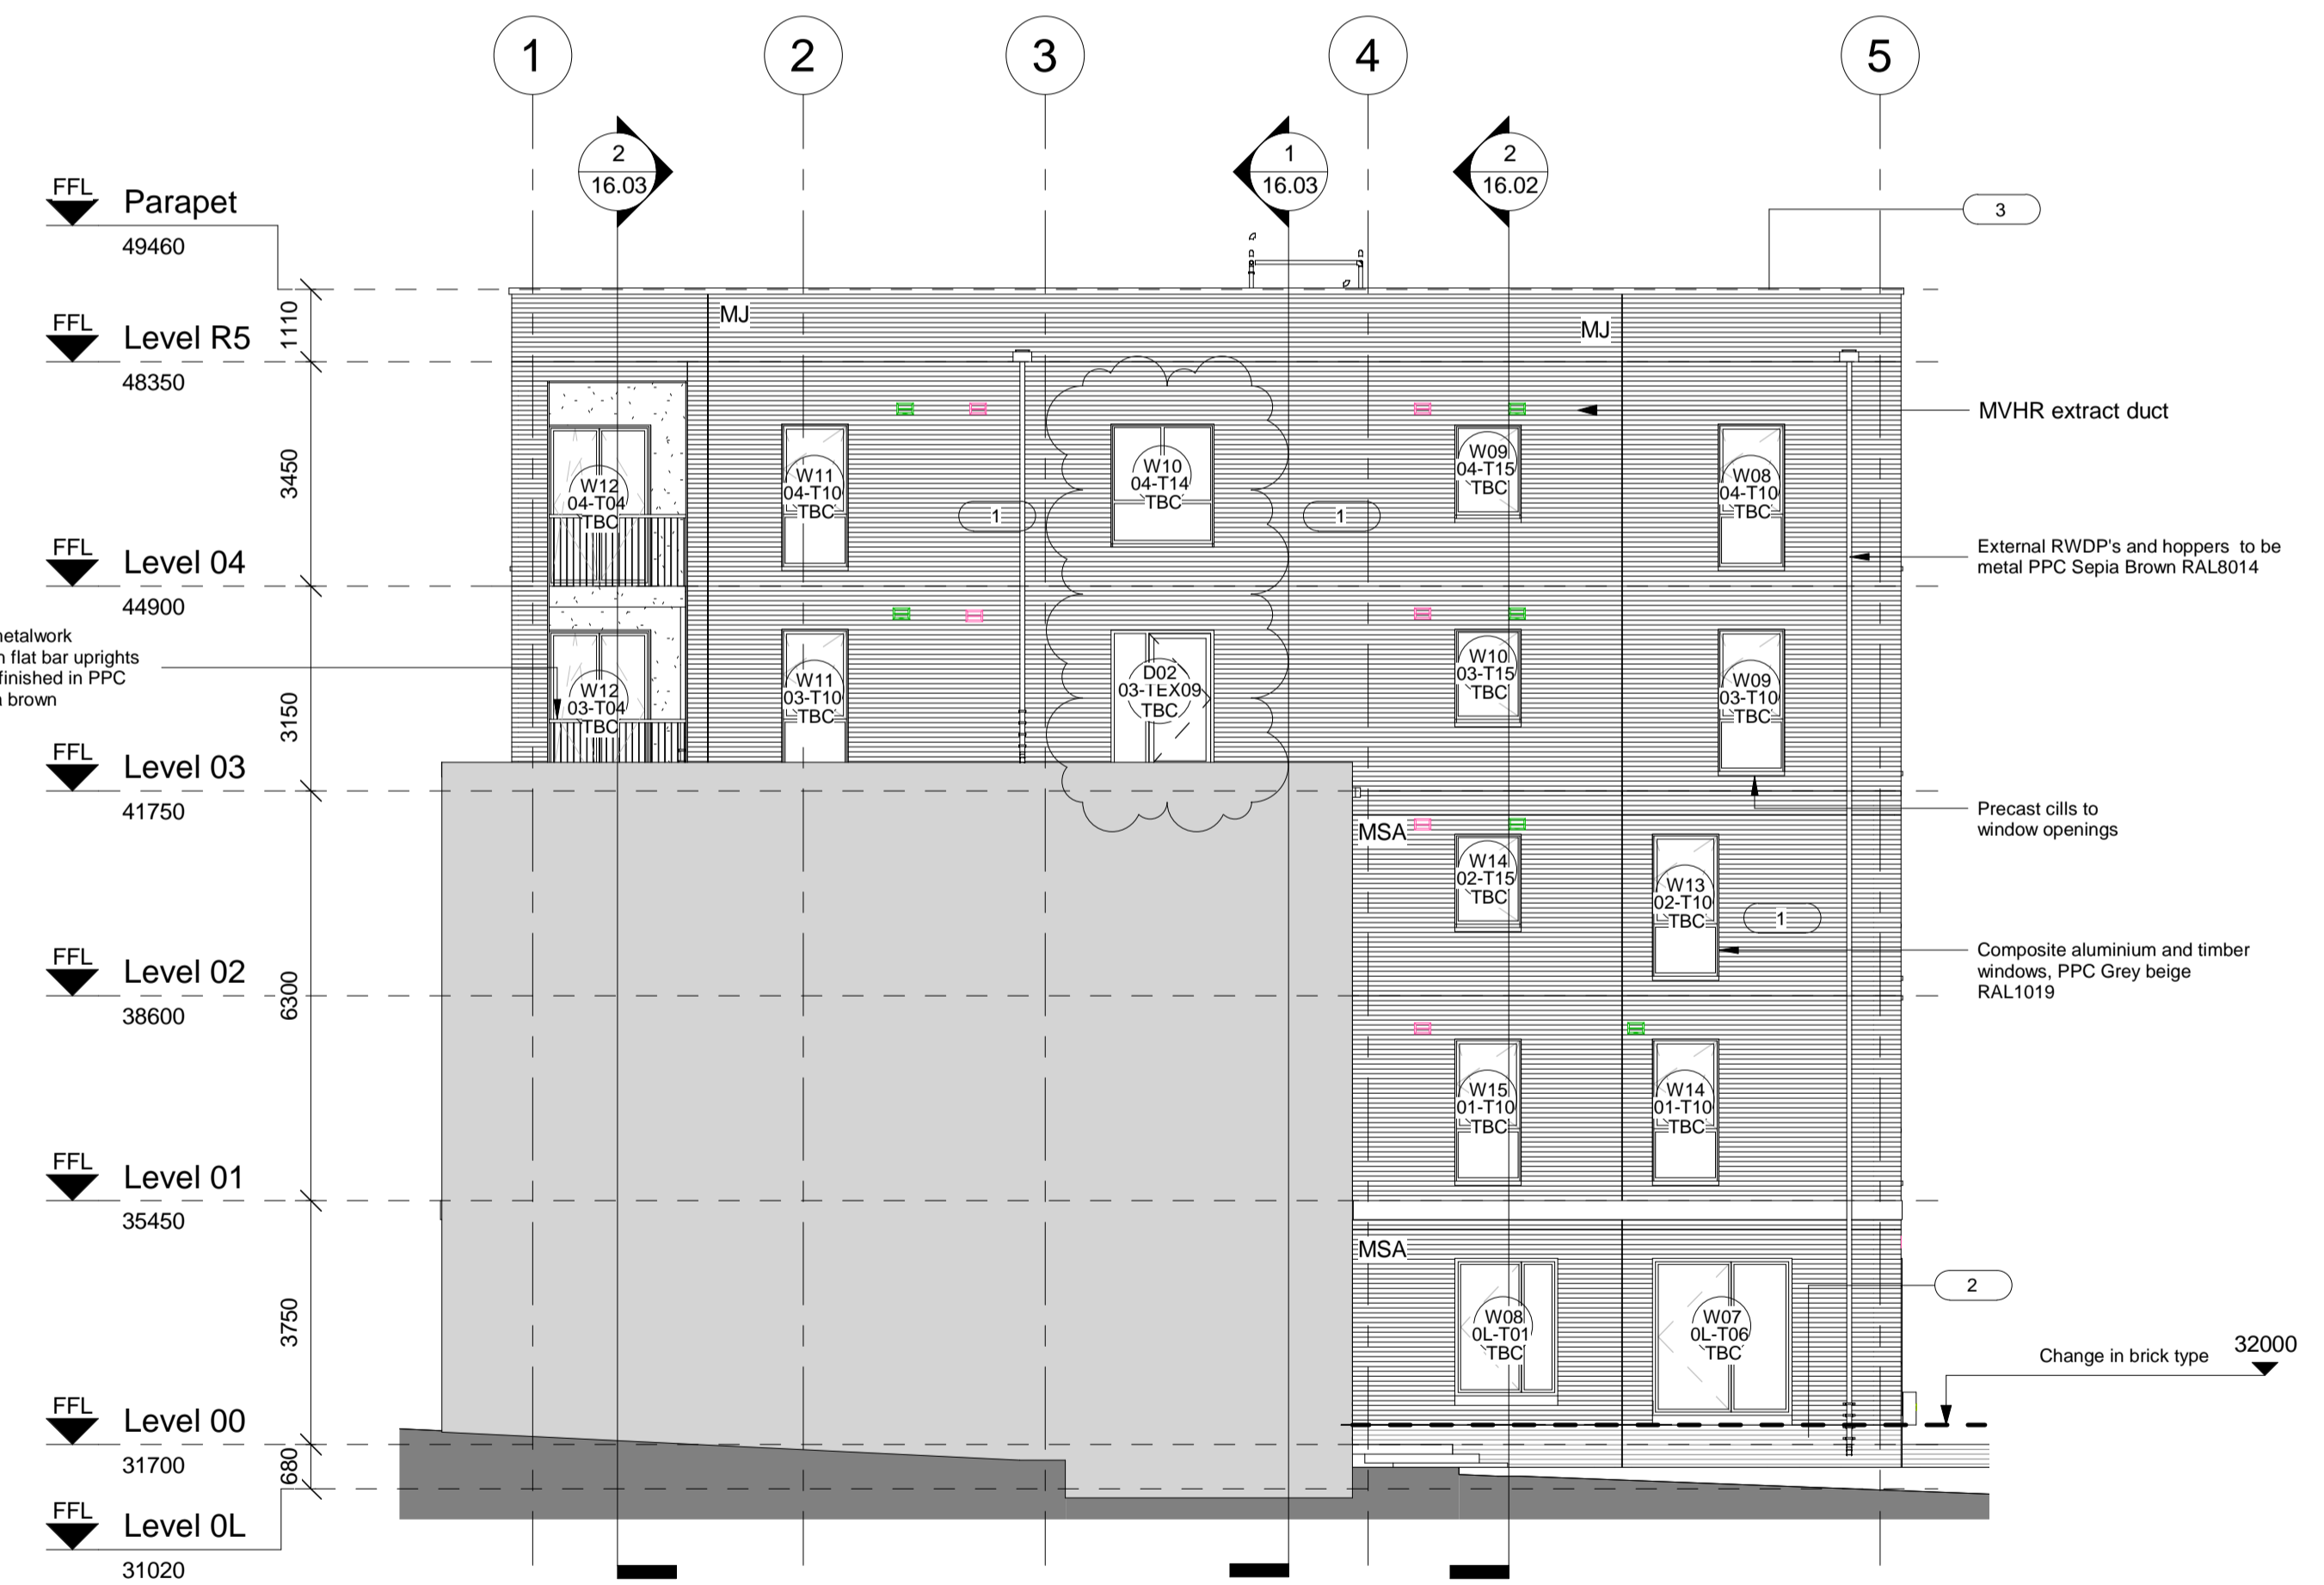 1
2
3
4
5
2
16.03
1
16.03
2
16.02
3
FFL
Parapet
49460
1110
FFL
Level R5
48350
3450
FFL
Level 04
44900
3150
FFL
Level 03
41750
6300
FFL
Level 02
38600
FFL
Level 01
35450
3750
FFL
Level 00
31700
680
FFL
Level 0L
31020
flat bar uprights
finished in PPC
brown
MJ
MJ
W12
04-T04
TBC
W11
04-T10
TBC
1
W10
04-T14
TBC
1
W09
04-T15
TBC
W08
04-T10
TBC
MVHR extract duct
External RWDP's and hoppers to be
metal PPC Sepia Brown RAL8014
W12
03-T04
TBC
W11
03-T10
TBC
D02
03-TEX09
TBC
W10
03-T15
TBC
W09
03-T10
TBC
Precast cills to
window openings
MSA
W14
02-T15
TBC
W13
02-T10
TBC
1
Composite aluminium and timber
windows, PPC Grey beige
RAL1019
W15
01-T10
TBC
W14
01-T10
TBC
MSA
W08
0L-T01
TBC
W07
0L-T06
TBC
2
Change in brick type
32000